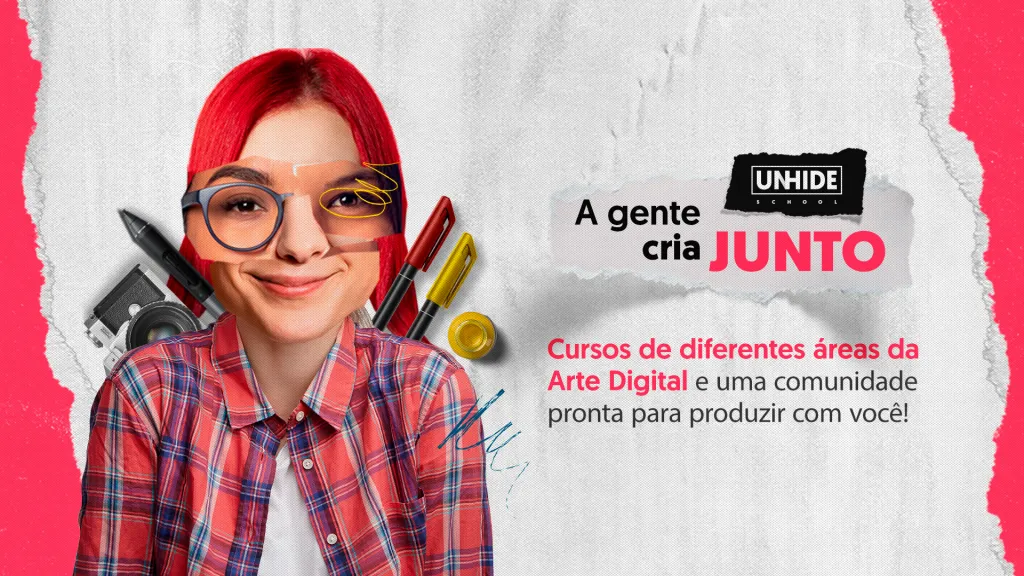 UNHIDE
SCHOOL
A gente
cria JUNTO
Cursos de diferentes áreas da
Arte Digital e uma comunidade
pronta para produzir com você!